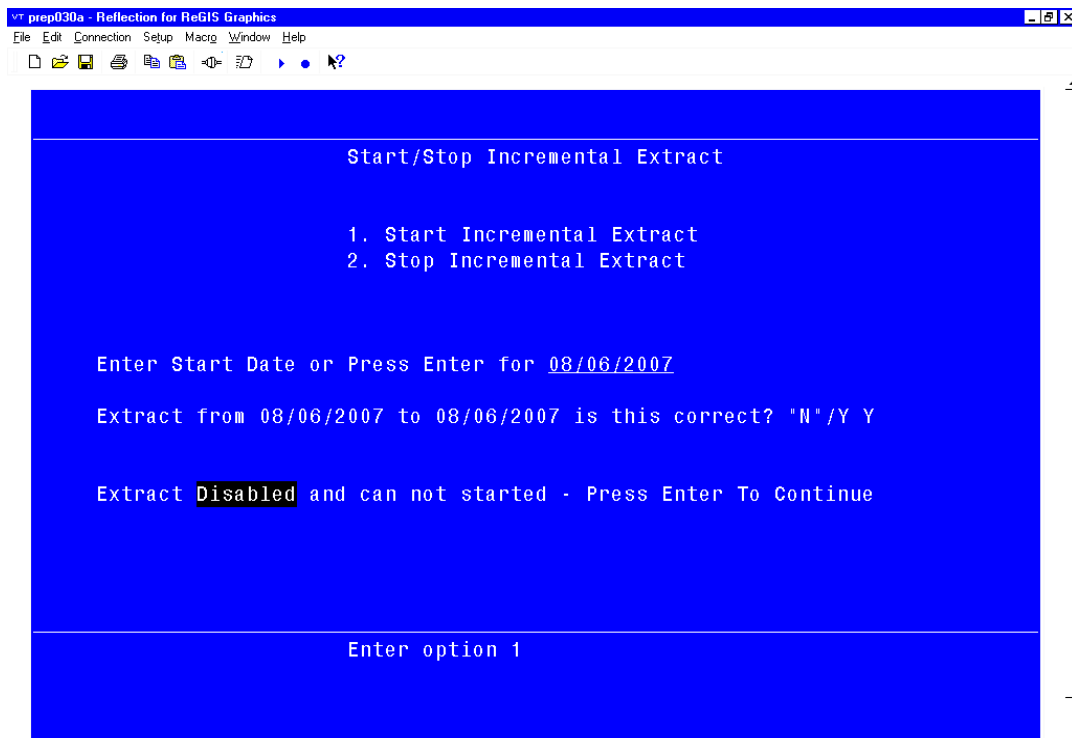 VT prep030a - Reflection for ReGIS Graphics
File Edit Connection Setup Macro Window Help
Start/Stop Incremental Extract
1. Start Incremental Extract
2. Stop Incremental Extract
Enter Start Date or Press Enter for 08/06/2007
Extract from 08/06/2007 to 08/06/2007 is this correct? "N"/Y Y
Extract Disabled and can not started - Press Enter To Continue
Enter option 1